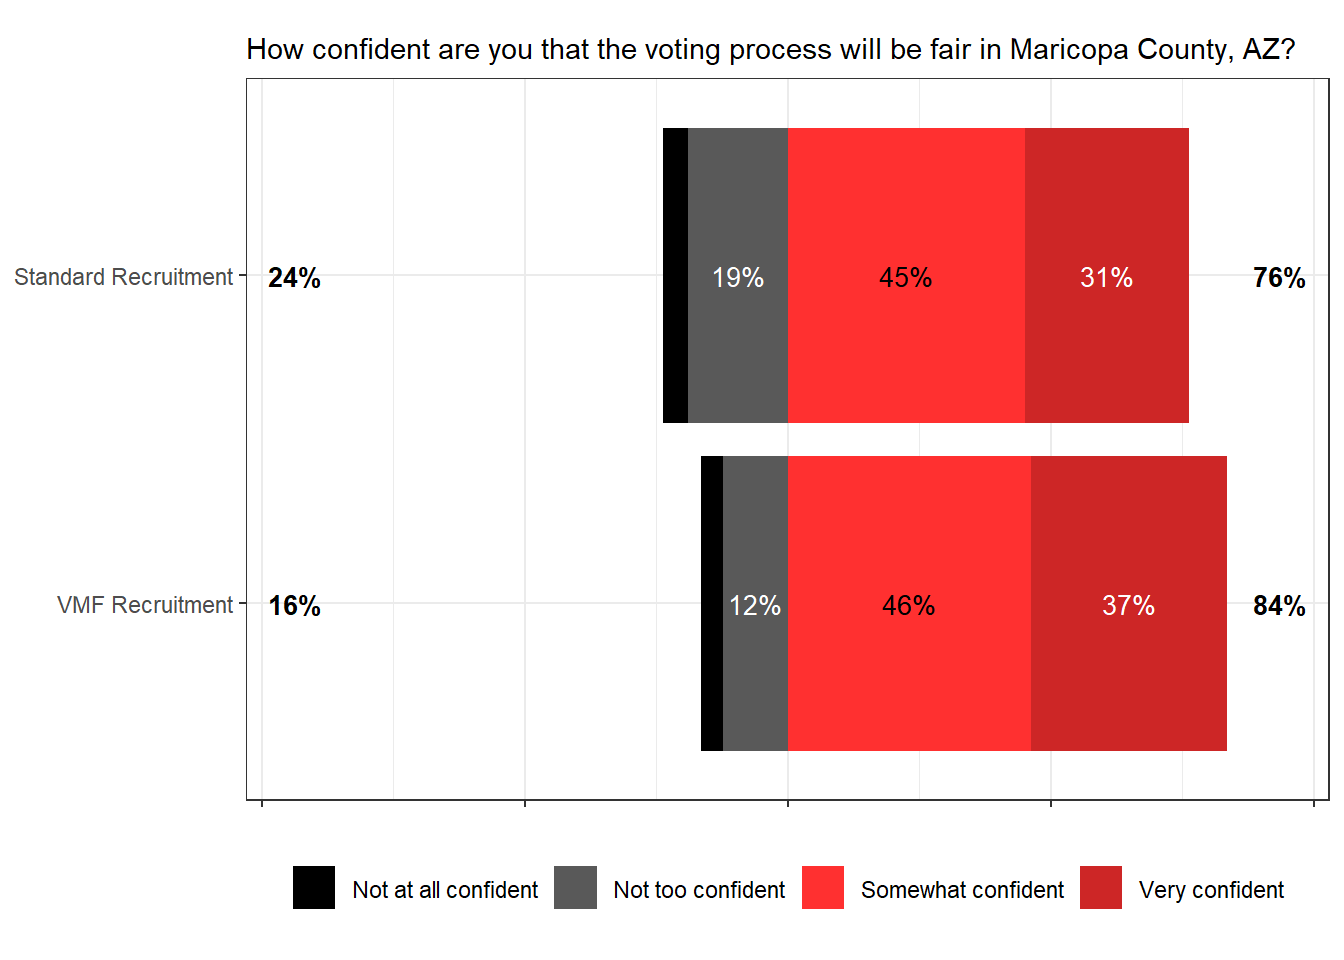 How confident are you that the voting process will be fair in Maricopa County, AZ?
Standard Recruitment 24% 19% 45% 31% 76%
VMF Recruitment 16% 12% 46% 37% 84%
Not at all confident Not too confident Somewhat confident Very confident